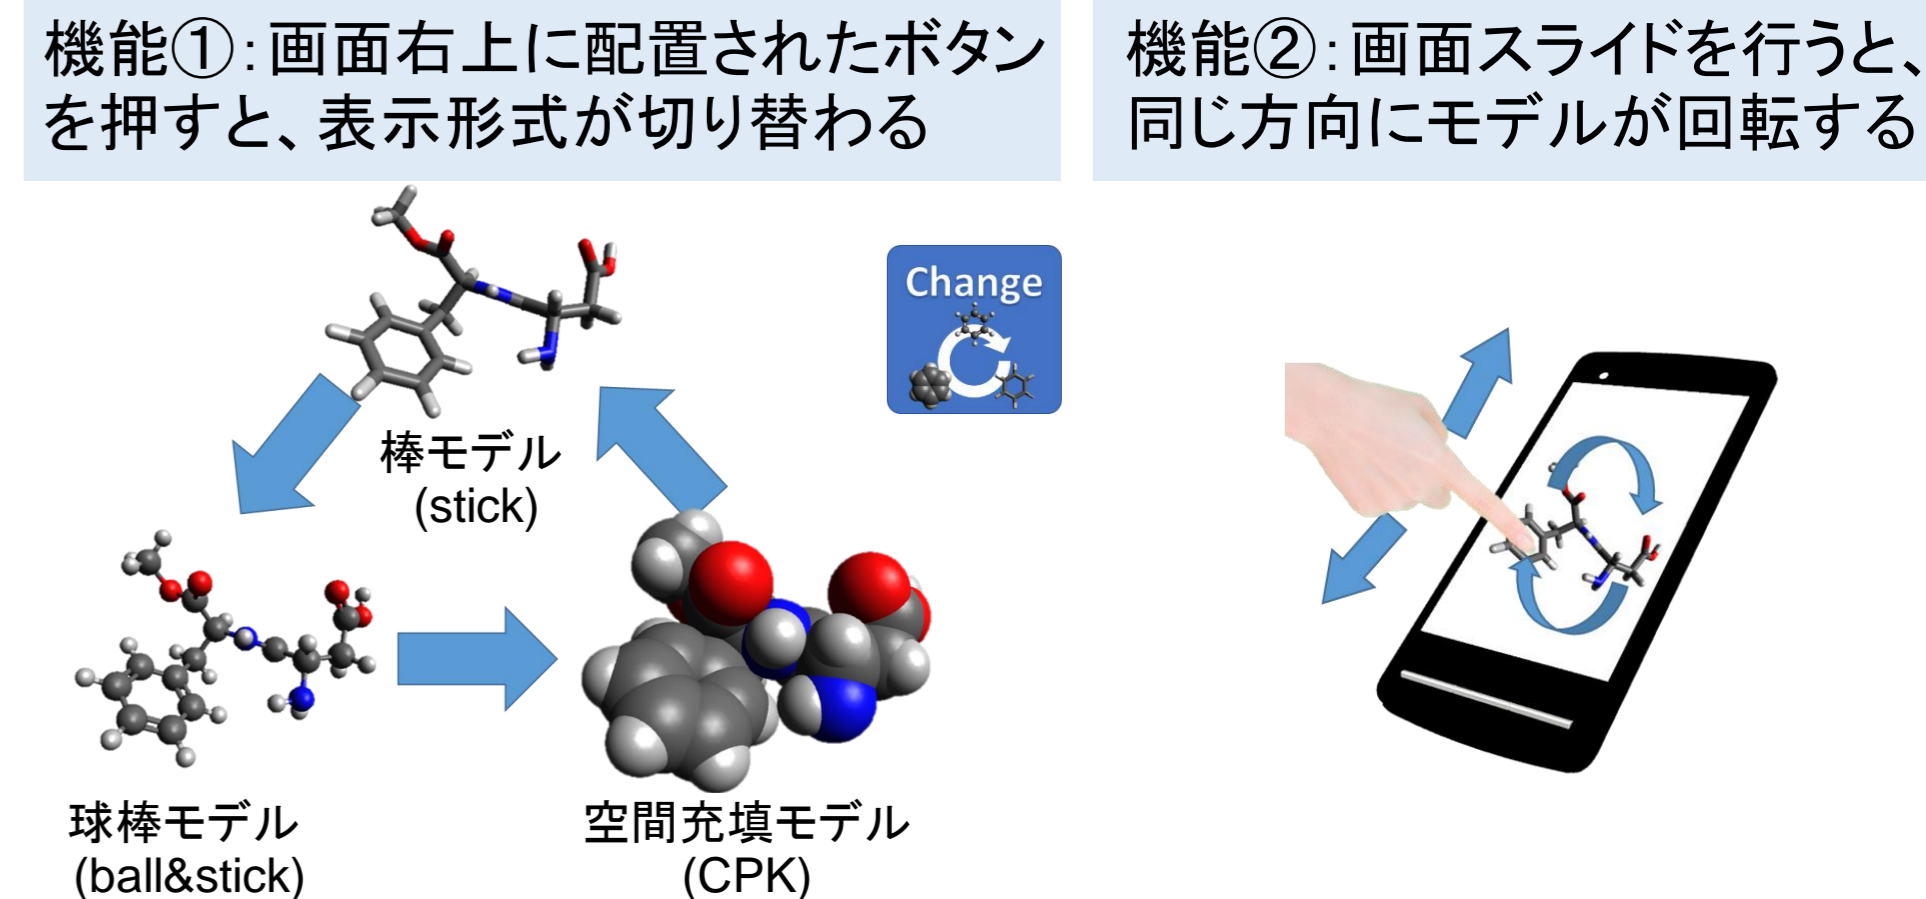 機能①：画面右上に配置されたボタン
を押すと、表示形式が切り替わる
機能②：画面スライドを行うと、
同じ方向にモデルが回転する
Change
棒モデル
(stick)
球棒モデル
(ball&stick)
空間充填モデル
(CPK)